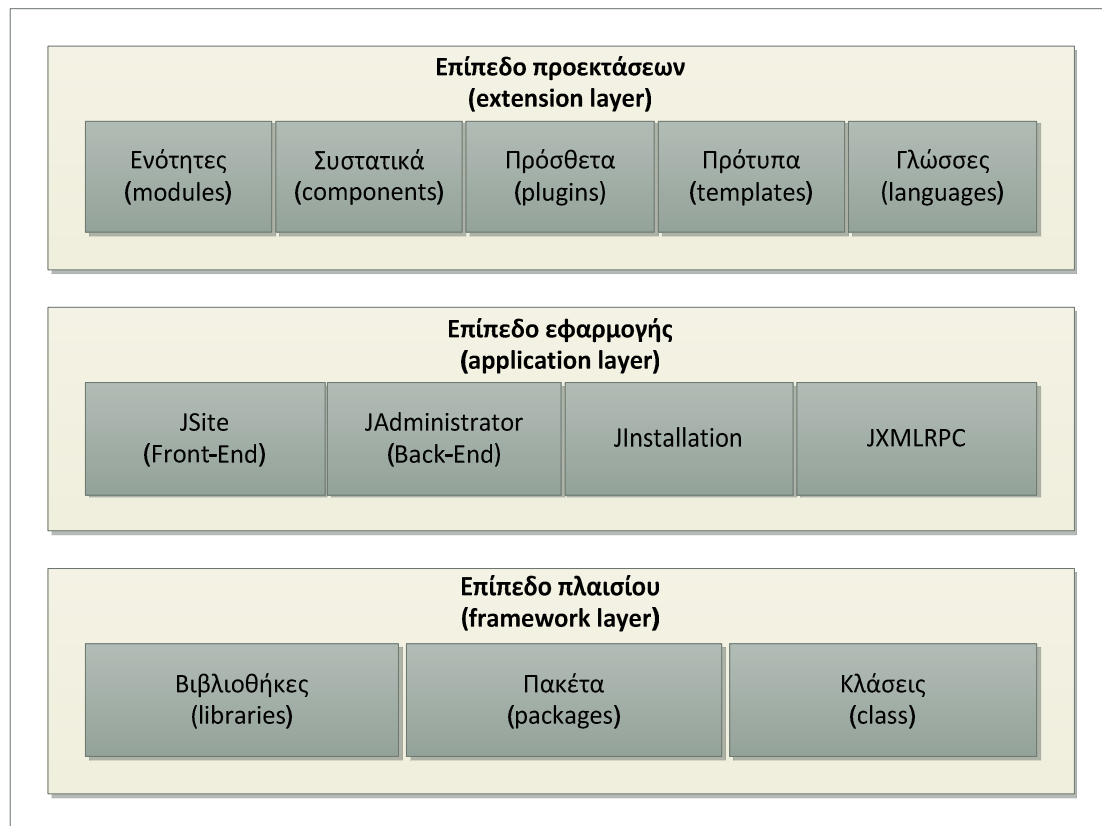 Επίπεδο προεκτάσεων
(extension layer)
Ενότητες
(modules)
Συστατικά
(components)
Πρόσθετα
(plugins)
Πρότυπα
(templates)
Γλώσσες
(languages)
Επίπεδο εφαρμογής
(application layer)
JSite
(Front-End)
JAdministrator
(Back-End)
JInstallation
JXMLRPC
Επίπεδο πλαισίου
(framework layer)
Βιβλιοθήκες
(libraries)
Πακέτα
(packages)
Κλάσεις
(class)